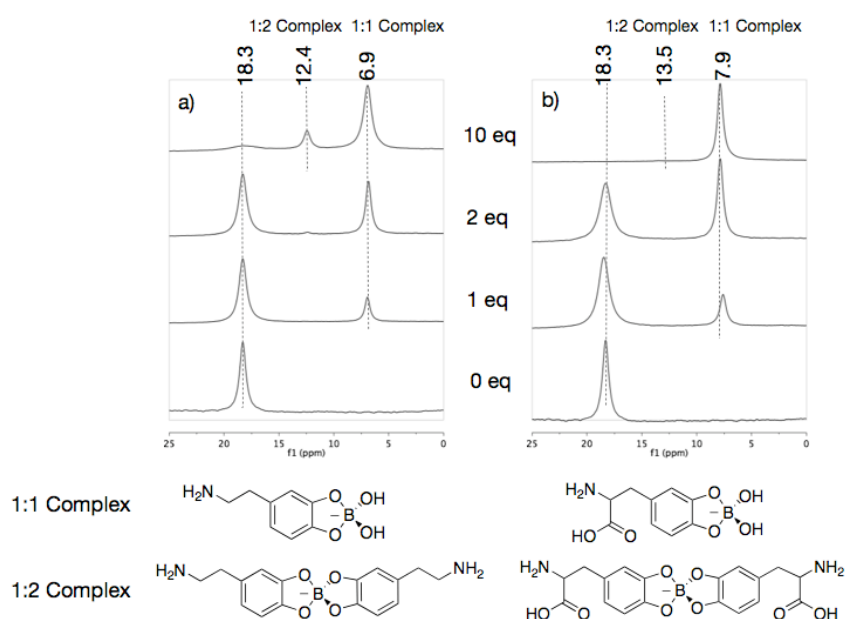 1:2 Complex 1:1 Complex 1:2 Complex 1:1 Complex
18.3 12.4 6.9 18.3 13.5 7.9
a) b)
10 eq
2 eq
1 eq
0 eq
25 20 15 10 5 0 25 20 15 10 5 0
f1 (ppm) f1 (ppm)
1:1 Complex
H2N O O B OH OH −
H2N HO O O O B OH OH −
1:2 Complex
H2N O O B O O NH2 −
H2N HO O O O B O O NH2 O OH −